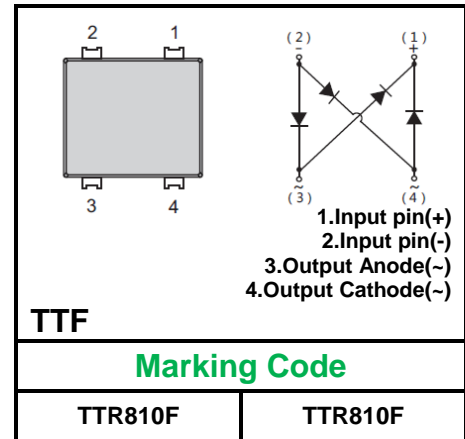 2 1
(2) (1)
- +
3 4
~ ~
(3) (4)
1.Input pin(+)
2.Input pin(-)
3.Output Anode(~)
4.Output Cathode(~)
TTF
Marking Code
TTR810F TTR810F